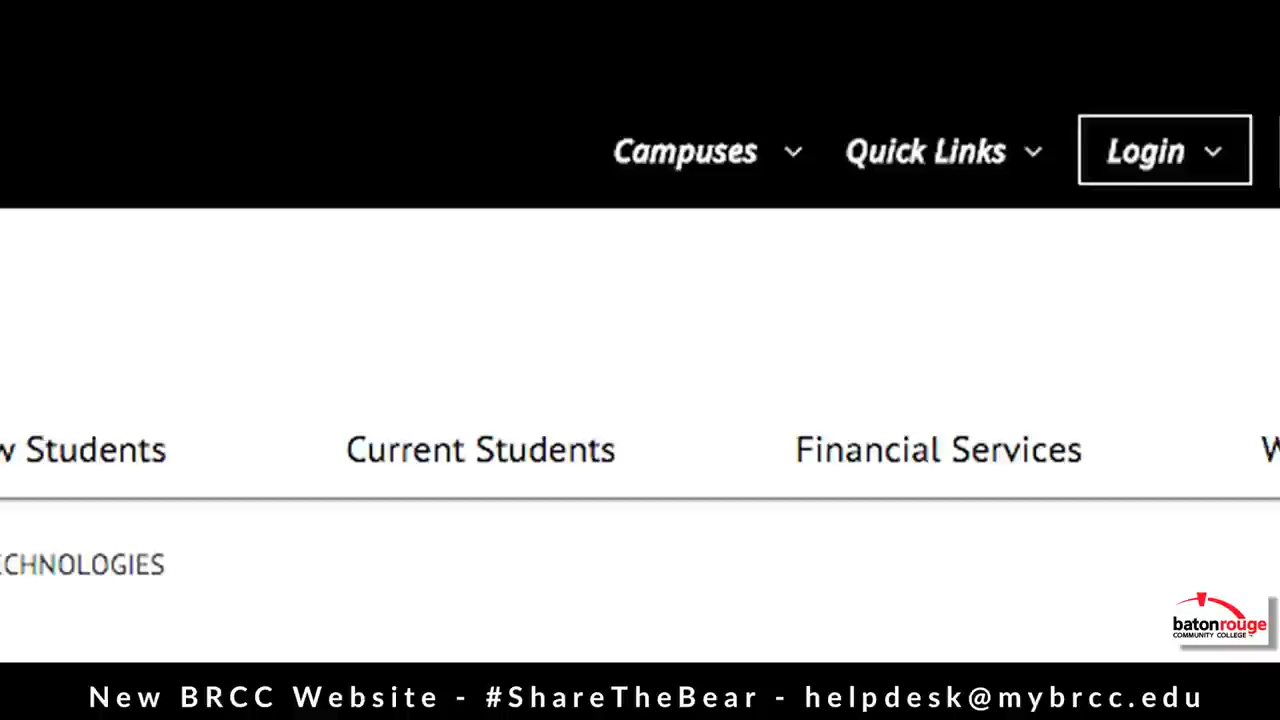 Campuses Quick Links Login
Students Current Students Financial Services
ECHNOLOGIES
batonrouge
COMMUNITY COLLEGE
New BRCC Website - #ShareTheBear - helpdesk@mybrcc.edu